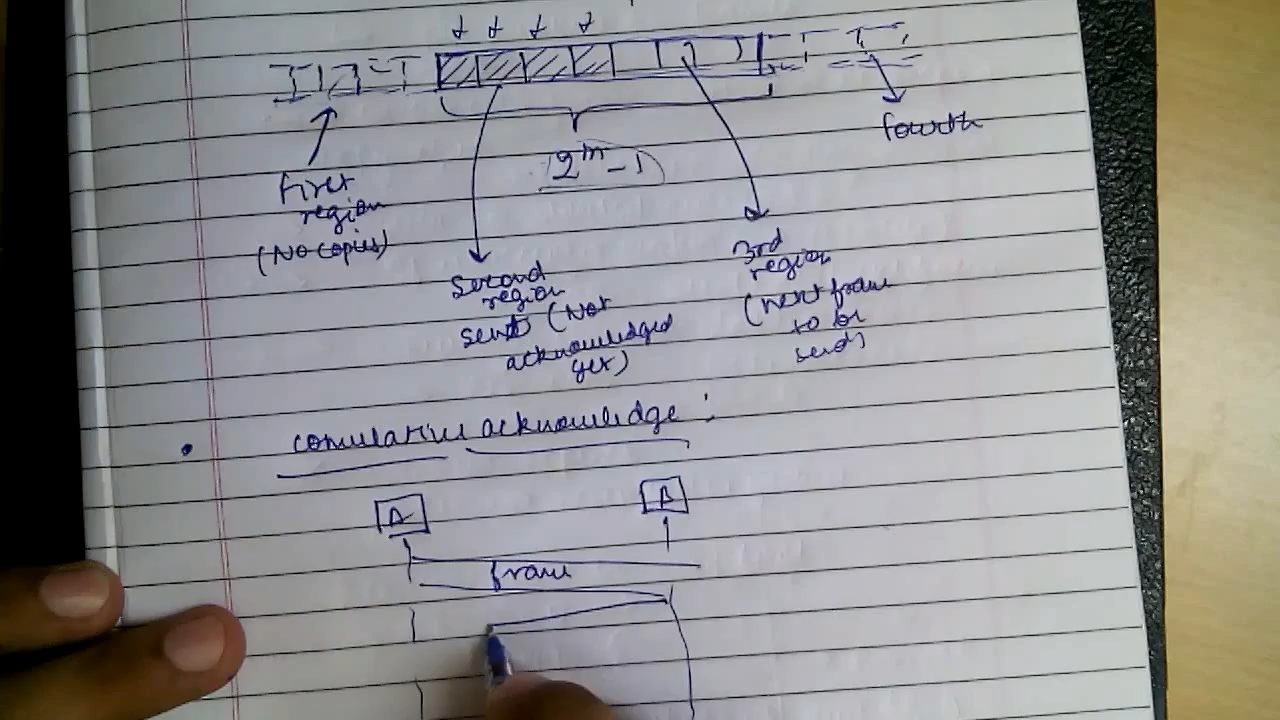 2^m - 1
fourth
first
region
(No copies)
second
region
sent (Not
acknowledged
yet)
3rd
region
(next frame
to be
send)
• comulative acknowledge :
A
B
frame